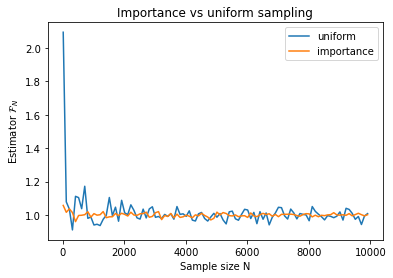 Importance vs uniform sampling
uniform
importance
Estimator $\mathcal{F}_N$
2.0
1.8
1.6
1.4
1.2
1.0
0
2000
4000
6000
8000
10000
Sample size N